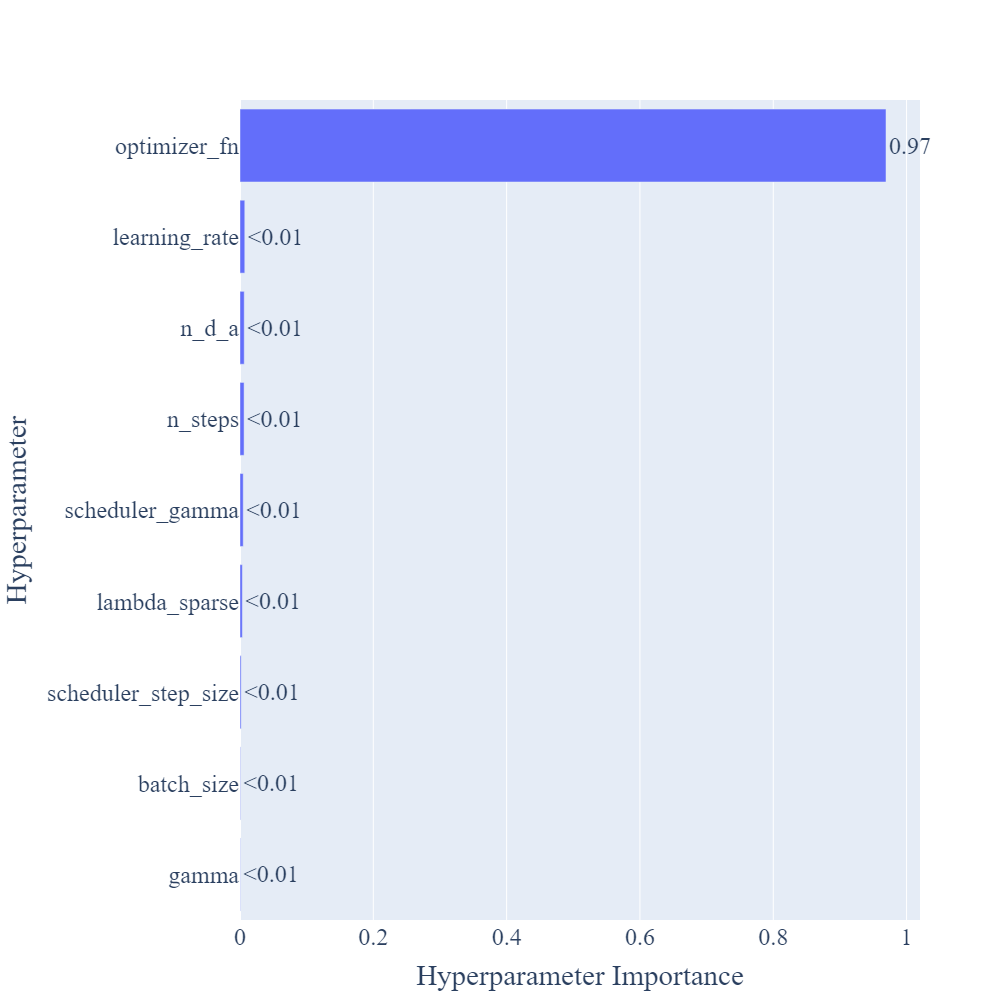 optimizer_fn 0.97
learning_rate <0.01
n_d_a <0.01
n_steps <0.01
scheduler_gamma <0.01
lambda_sparse <0.01
scheduler_step_size <0.01
batch_size <0.01
gamma <0.01
0 0.2 0.4 0.6 0.8 1
Hyperparameter Importance
Hyperparameter